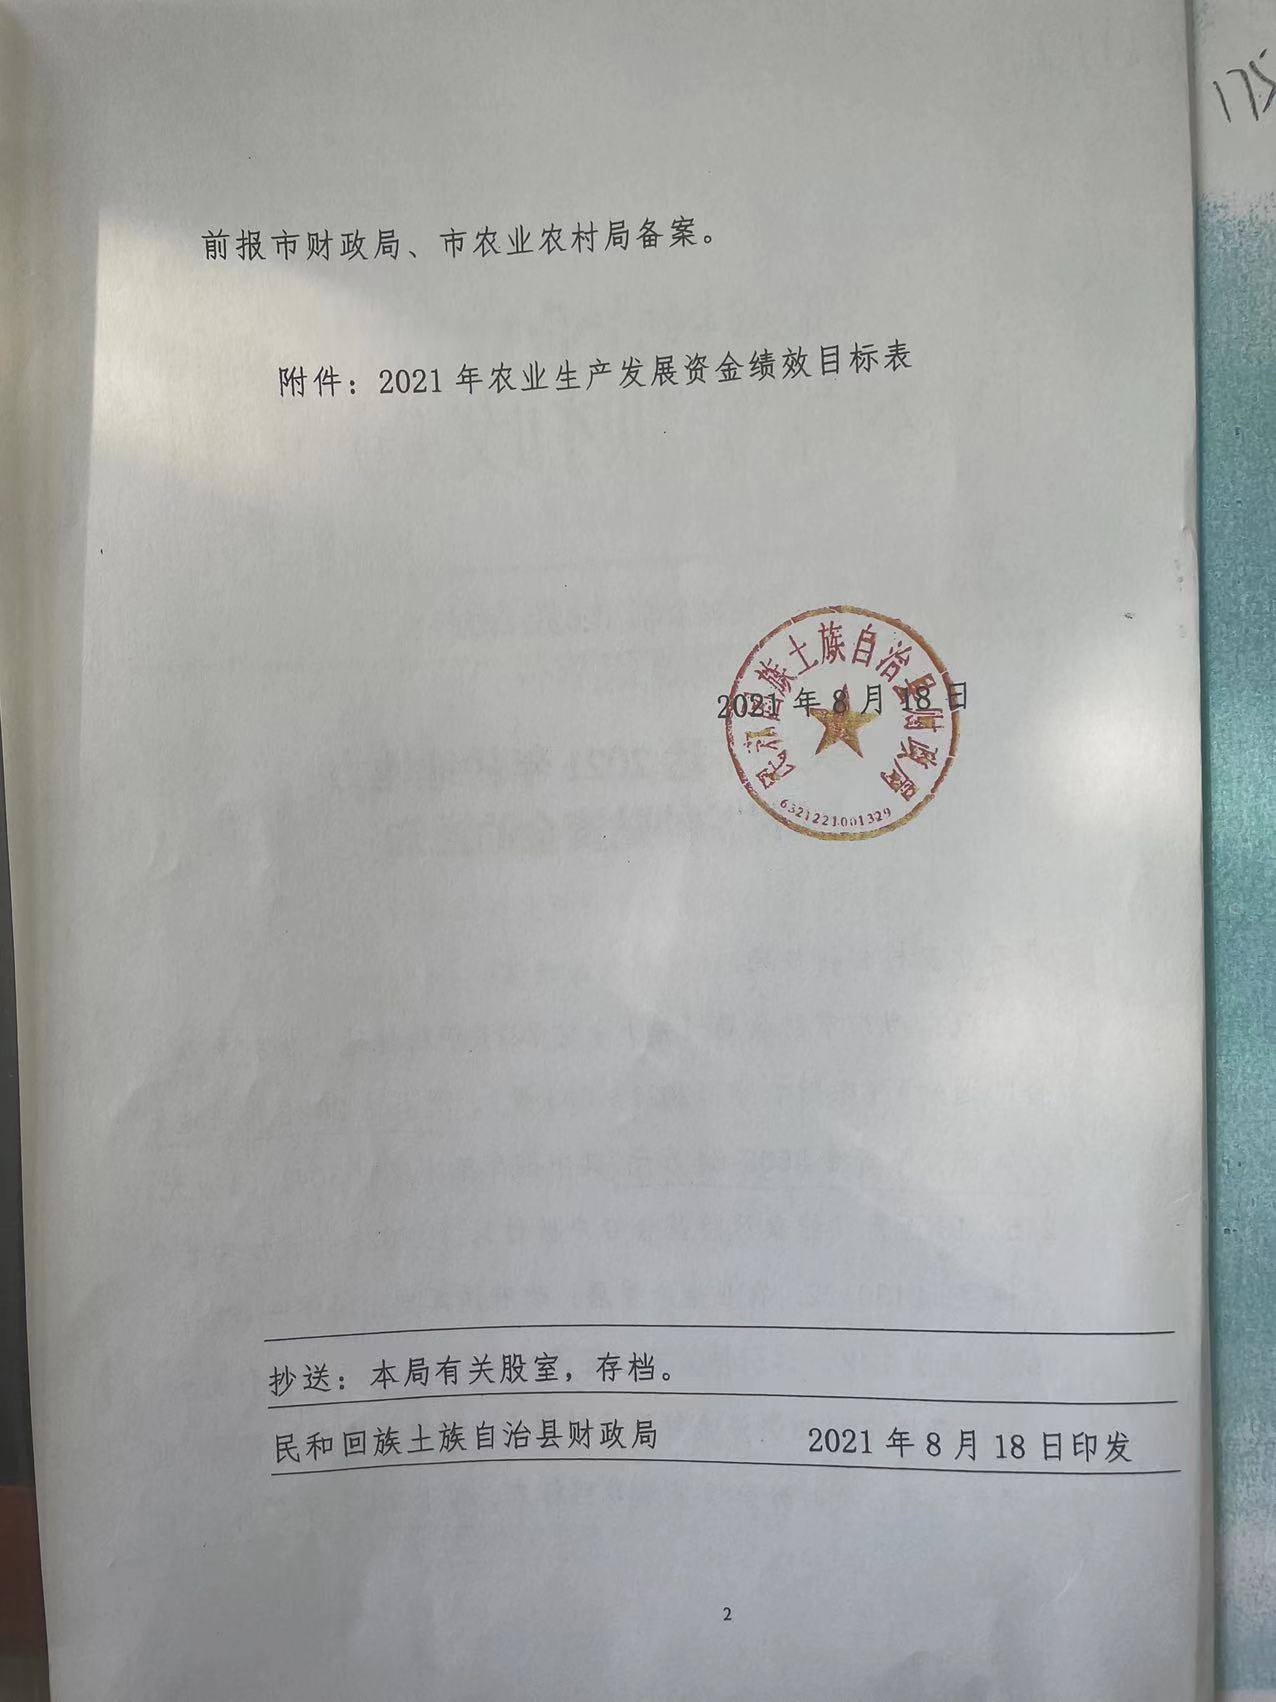 175
前报市财政局、市农业农村局备案。
附件：2021年农业生产发展资金绩效目标表
民和回族土族自治县财政局
2021年8月18日
6321221001329
抄送：本局有关股室，存档。
民和回族土族自治县财政局 2021年8月18日印发
2